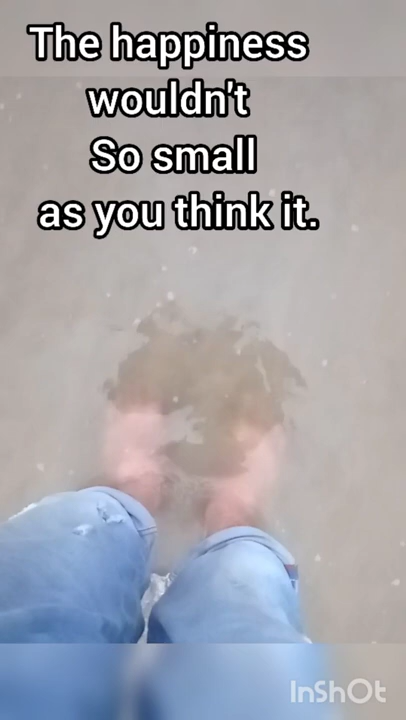 The happiness
wouldn't
So small
as you think it.
InShOt